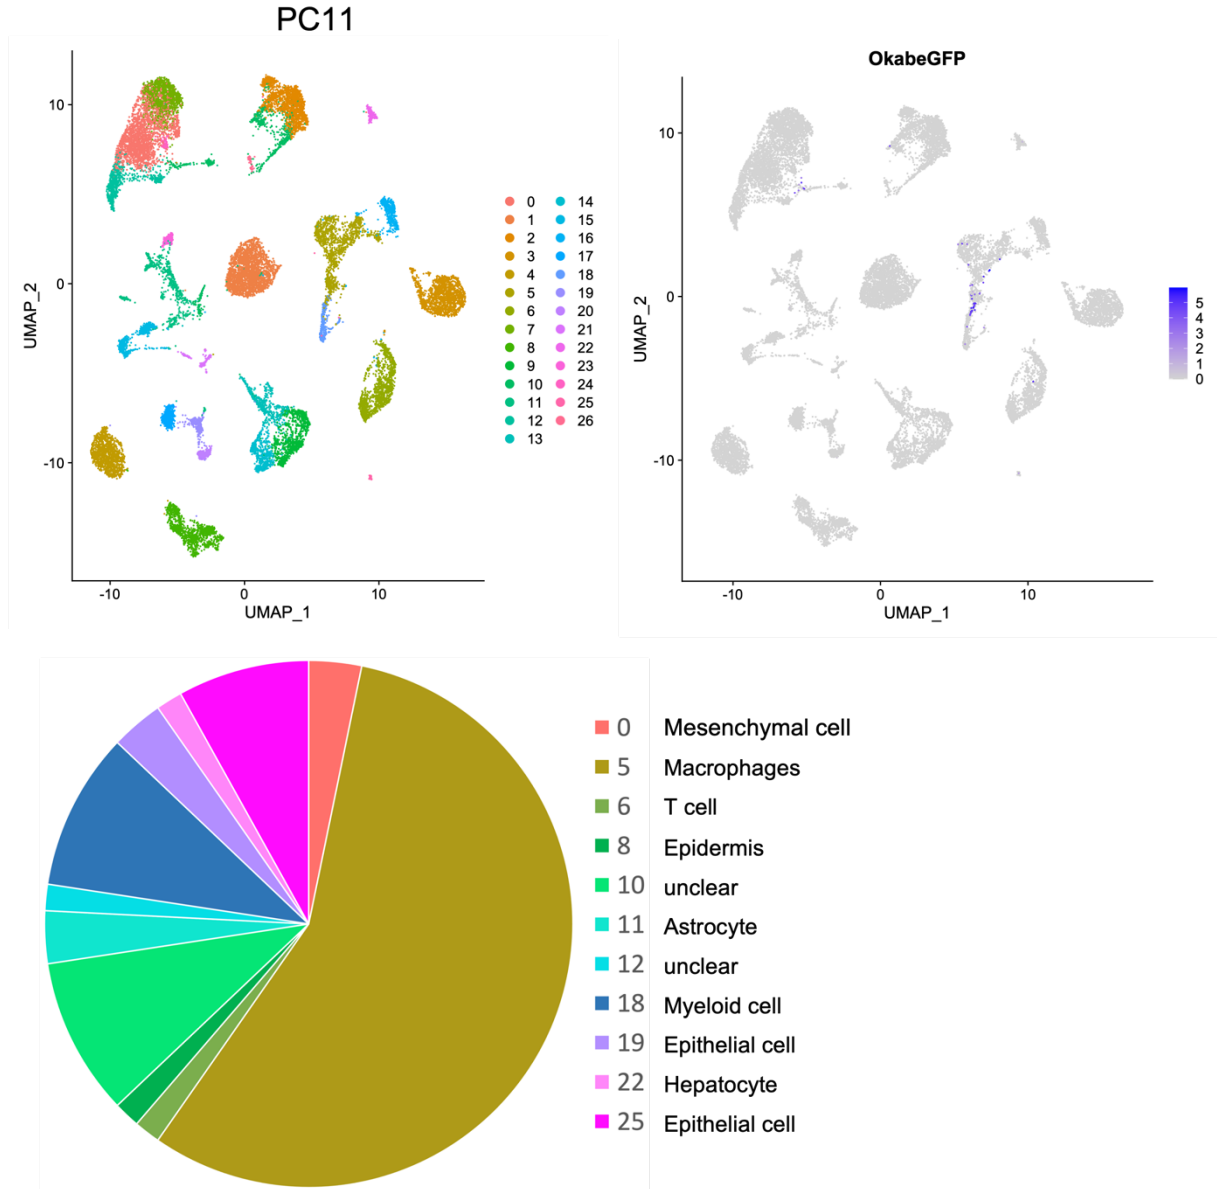 PC11
10
0
-10
UMAP_2
-10
0
10
UMAP_1
0
1
2
3
4
5
6
7
8
9
10
11
12
13
14
15
16
17
18
19
20
21
22
23
24
25
26
OkabeGFP
10
0
-10
UMAP_2
-10
0
10
UMAP_1
5
4
3
2
1
0
0 Mesenchymal cell
5 Macrophages
6 T cell
8 Epidermis
10 unclear
11 Astrocyte
12 unclear
18 Myeloid cell
19 Epithelial cell
22 Hepatocyte
25 Epithelial cell